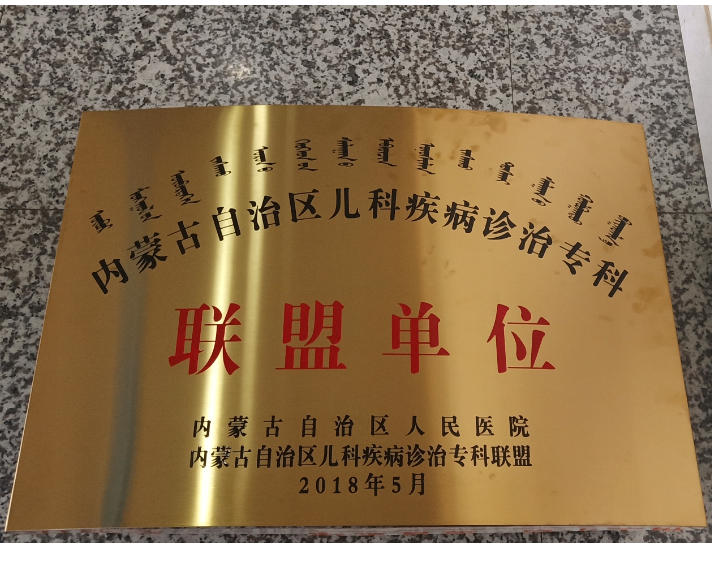 内蒙古自治区儿科疾病诊治专科
联盟单位
内蒙古自治区人民医院
内蒙古自治区儿科疾病诊治专科联盟
2018年5月